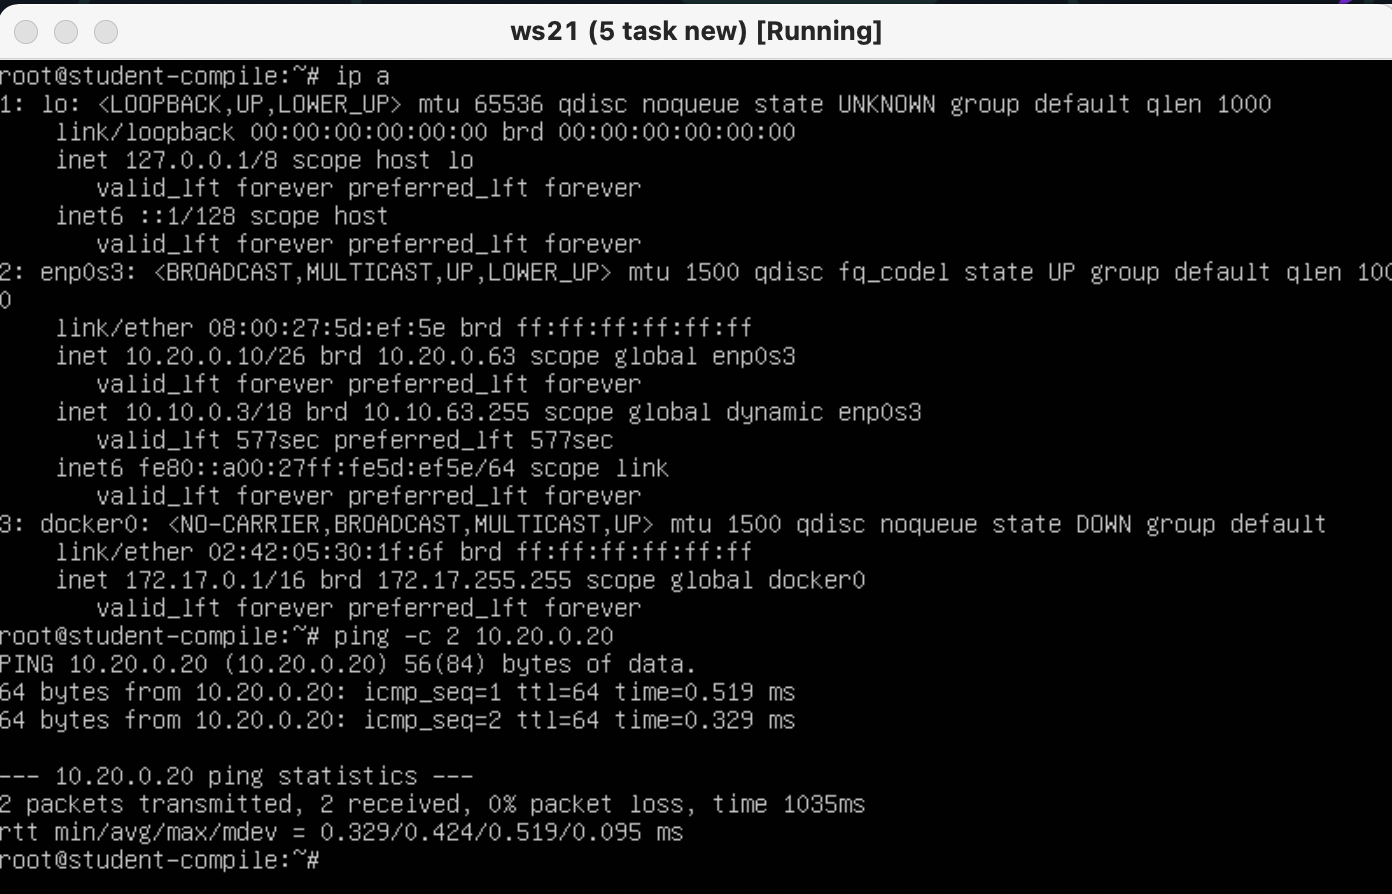 ws21 (5 task new) [Running]
root@student-compile:~# ip a
1: lo: <LOOPBACK,UP,LOWER_UP> mtu 65536 qdisc noqueue state UNKNOWN group default qlen 1000
    link/loopback 00:00:00:00:00:00 brd 00:00:00:00:00:00
    inet 127.0.0.1/8 scope host lo
       valid_lft forever preferred_lft forever
    inet6 ::1/128 scope host
       valid_lft forever preferred_lft forever
2: enp0s3: <BROADCAST,MULTICAST,UP,LOWER_UP> mtu 1500 qdisc fq_codel state UP group default qlen 100
0
    link/ether 08:00:27:5d:ef:5e brd ff:ff:ff:ff:ff:ff
    inet 10.20.0.10/26 brd 10.20.0.63 scope global enp0s3
       valid_lft forever preferred_lft forever
    inet 10.10.0.3/18 brd 10.10.63.255 scope global dynamic enp0s3
       valid_lft 577sec preferred_lft 577sec
    inet6 fe80::a00:27ff:fe5d:ef5e/64 scope link
       valid_lft forever preferred_lft forever
3: docker0: <NO-CARRIER,BROADCAST,MULTICAST,UP> mtu 1500 qdisc noqueue state DOWN group default
    link/ether 02:42:05:30:1f:6f brd ff:ff:ff:ff:ff:ff
    inet 172.17.0.1/16 brd 172.17.255.255 scope global docker0
       valid_lft forever preferred_lft forever
root@student-compile:~# ping -c 2 10.20.0.20
PING 10.20.0.20 (10.20.0.20) 56(84) bytes of data.
64 bytes from 10.20.0.20: icmp_seq=1 ttl=64 time=0.519 ms
64 bytes from 10.20.0.20: icmp_seq=2 ttl=64 time=0.329 ms
--- 10.20.0.20 ping statistics ---
2 packets transmitted, 2 received, 0% packet loss, time 1035ms
rtt min/avg/max/mdev = 0.329/0.424/0.519/0.095 ms
root@student-compile:~#